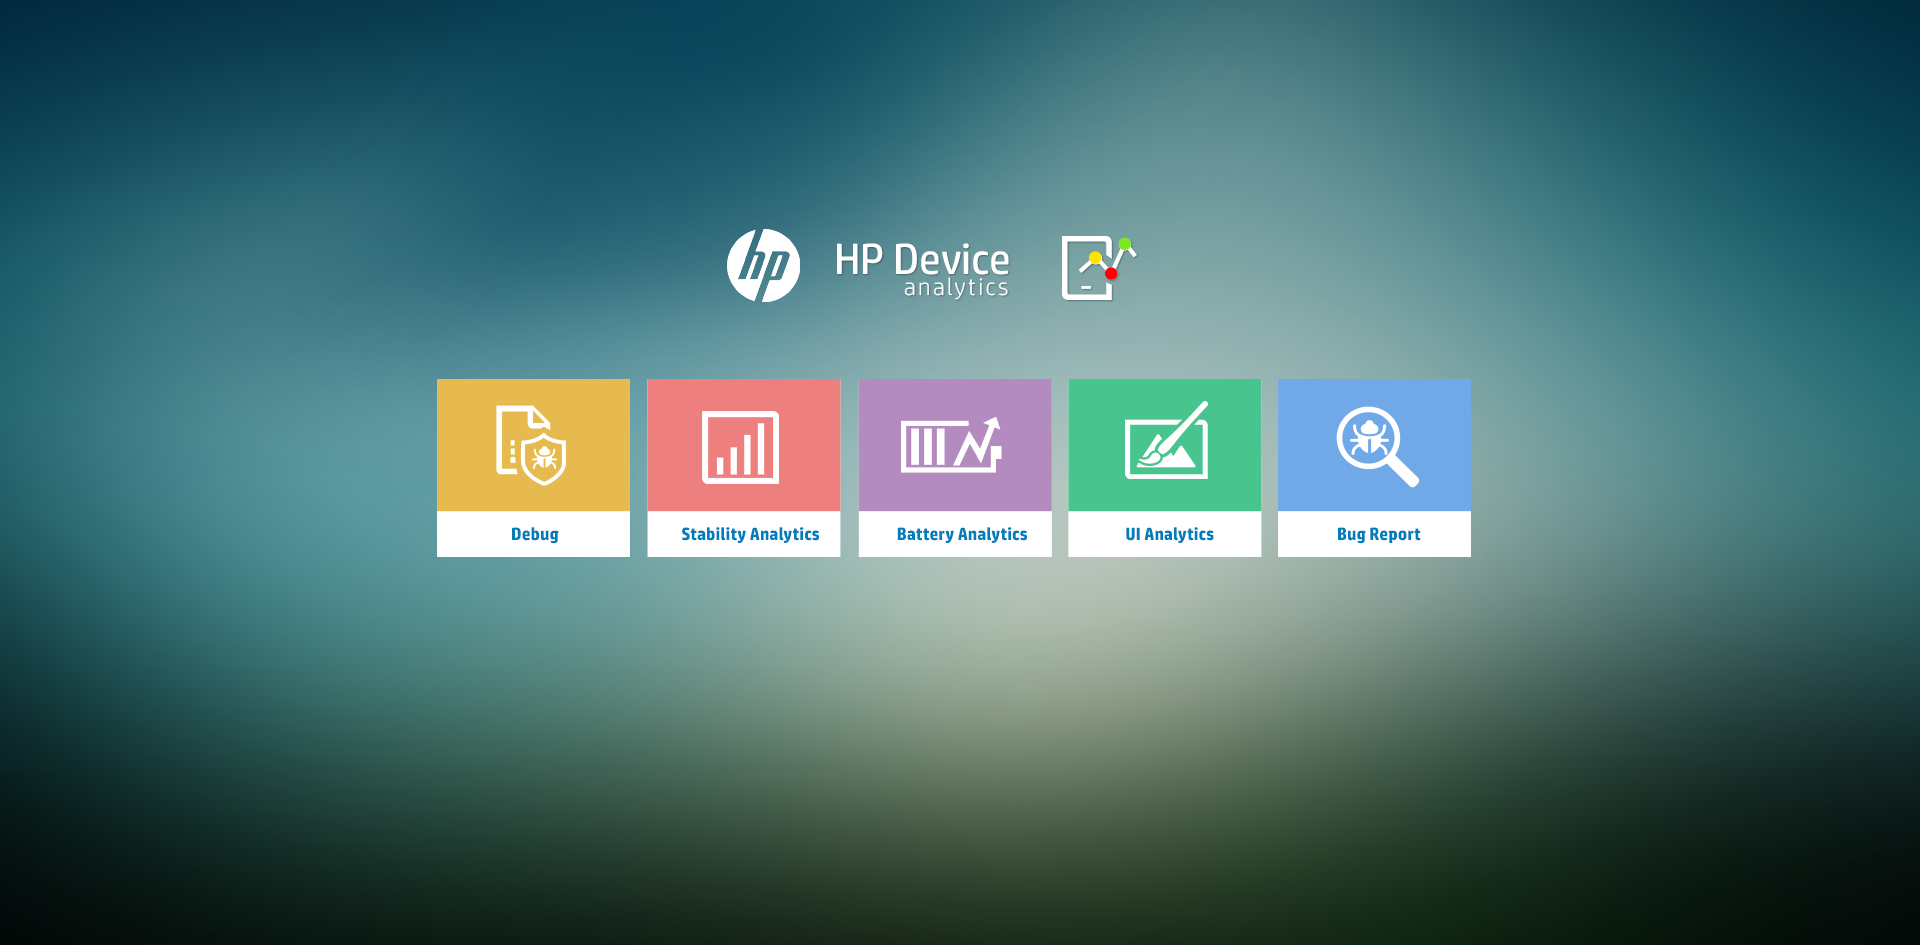 hp
HP Device
analytics
Debug
Stability Analytics
Battery Analytics
UI Analytics
Bug Report